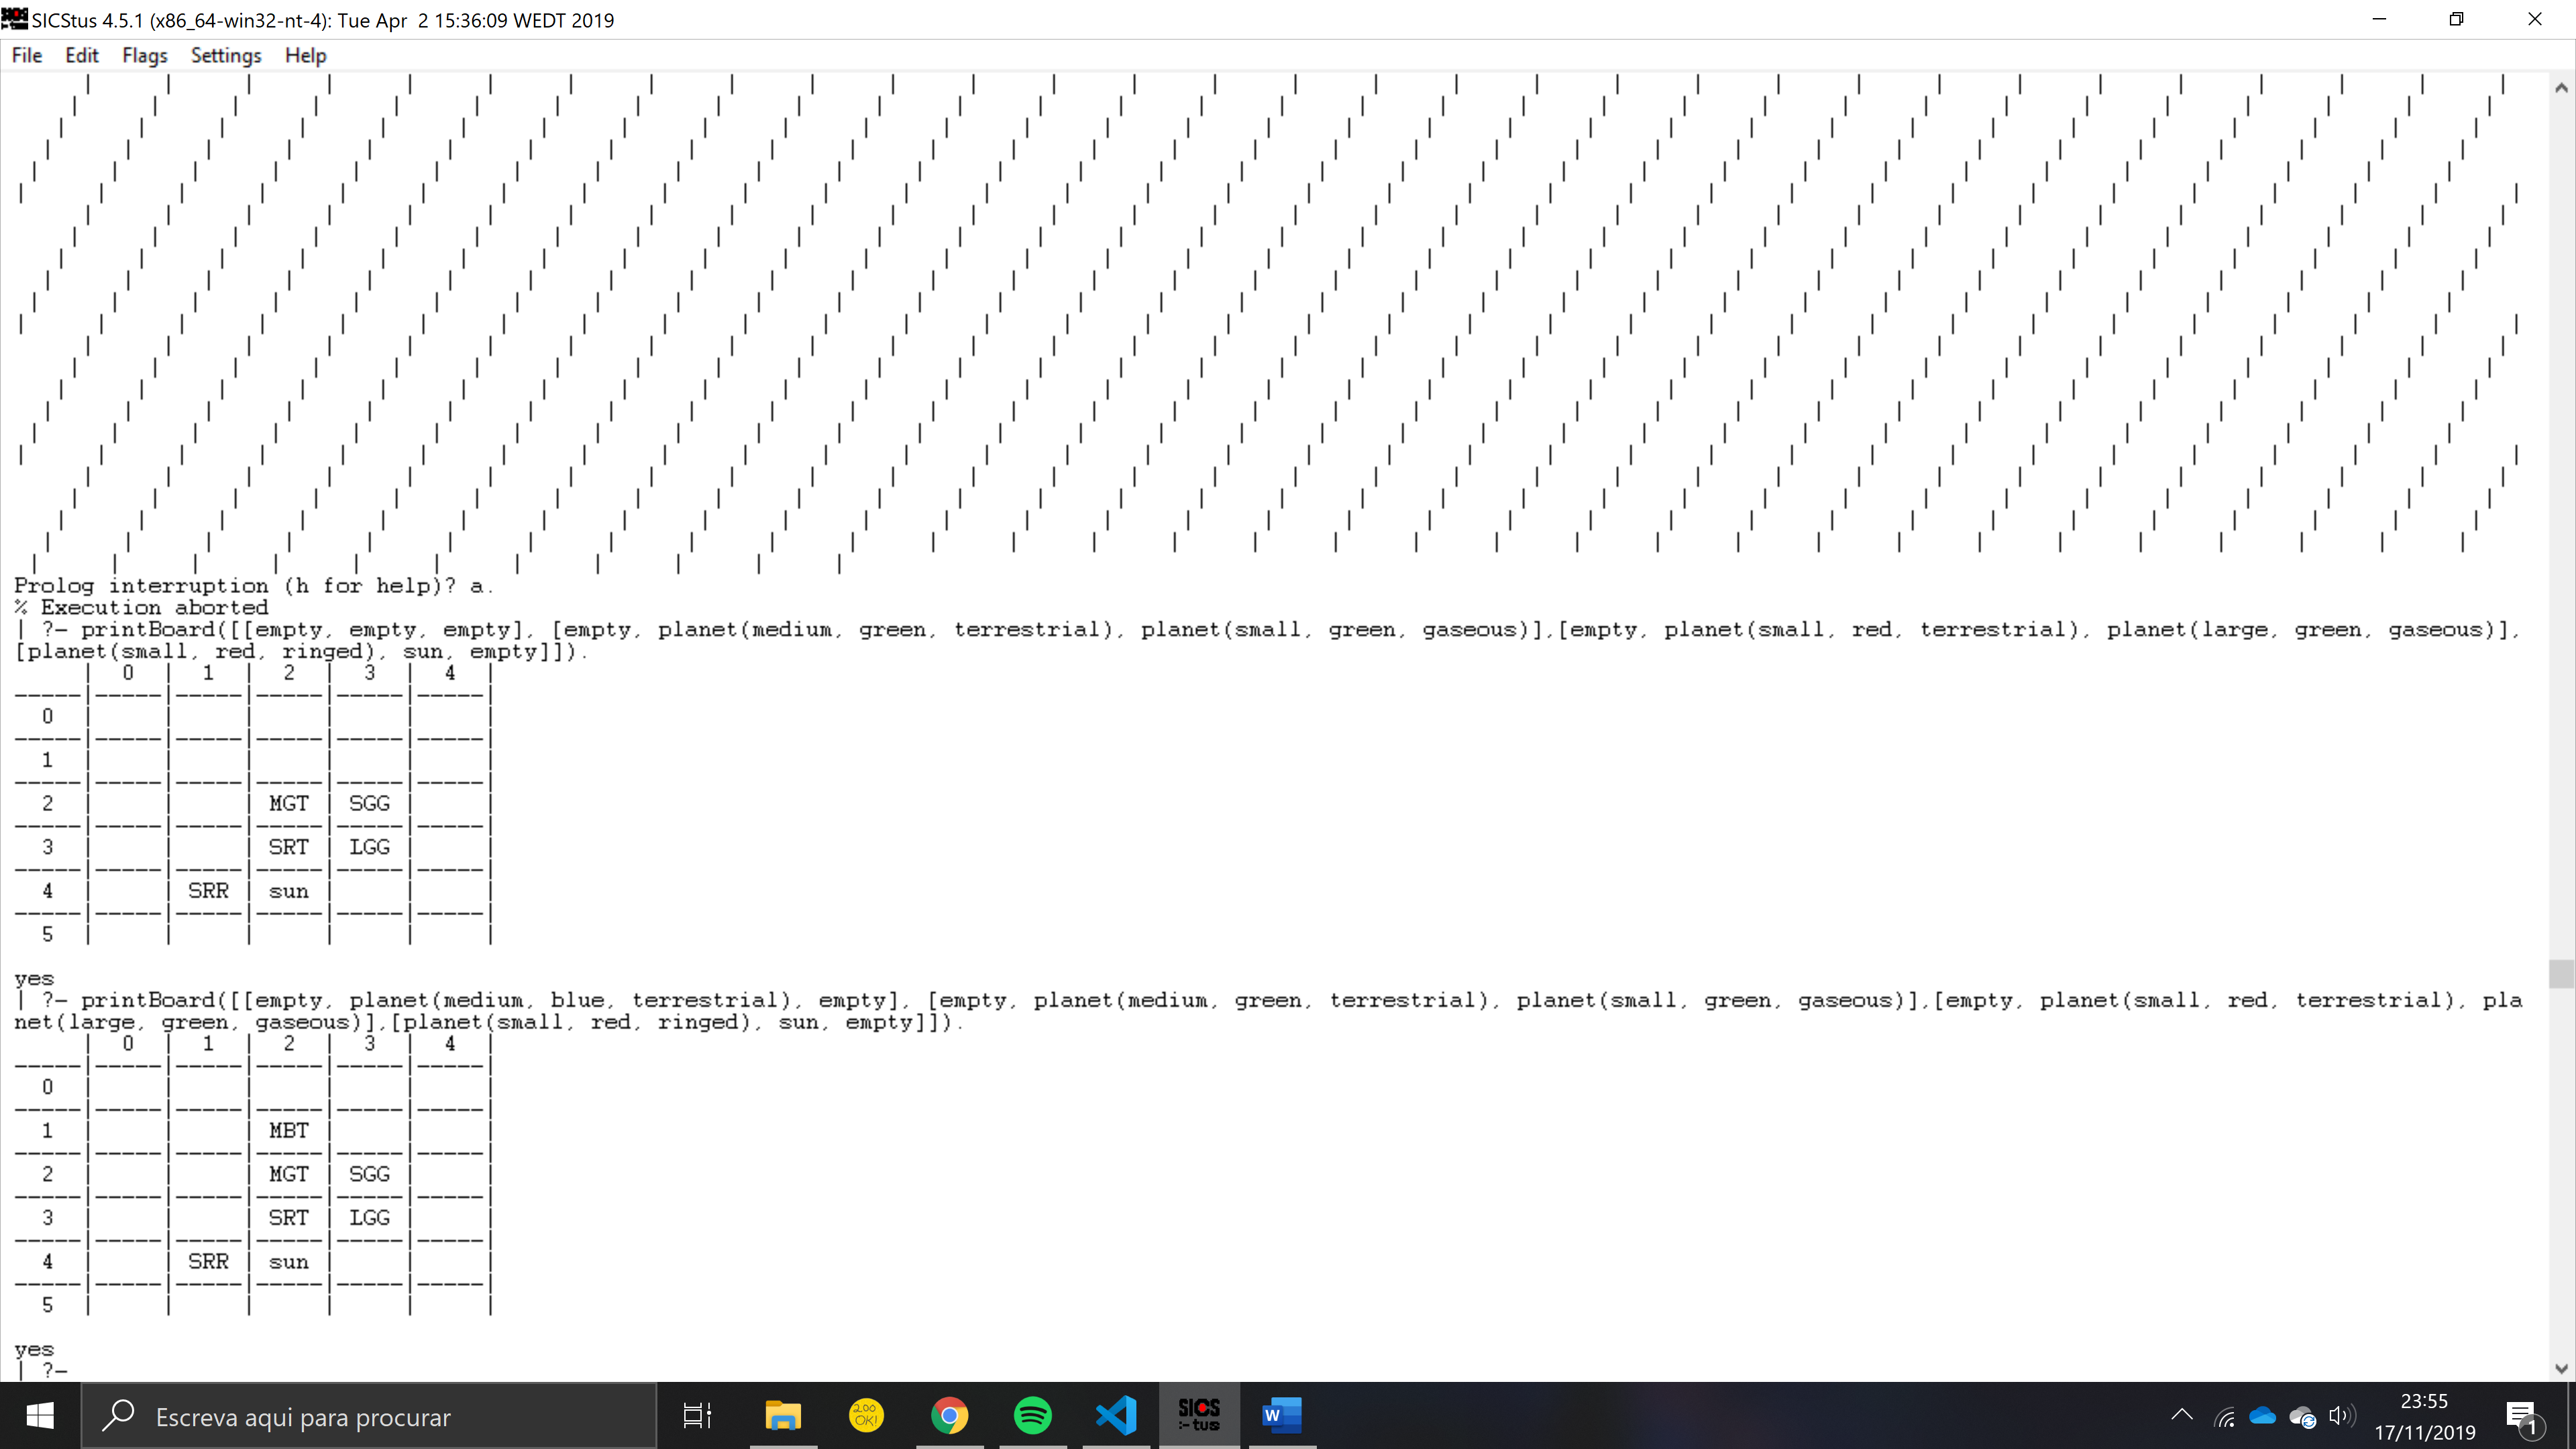 SICStus 4.5.1 (x86_64-win32-nt-4): Tue Apr  2 15:36:09 WEDT 2019
File Edit Flags Settings Help
Prolog interruption (h for help)? a.
% Execution aborted
| ?- printBoard([[empty, empty, empty], [empty, planet(medium, green, terrestrial), planet(small, green, gaseous)],[empty, planet(small, red, terrestrial), planet(large, green, gaseous)],
[planet(small, red, ringed), sun, empty]]).
     |  0  |  1  |  2  |  3  |  4  |
-----|-----|-----|-----|-----|-----|
  0  |     |     |     |     |     |
-----|-----|-----|-----|-----|-----|
  1  |     |     |     |     |     |
-----|-----|-----|-----|-----|-----|
  2  |     |     | MGT | SGG |     |
-----|-----|-----|-----|-----|-----|
  3  |     |     | SRT | LGG |     |
-----|-----|-----|-----|-----|-----|
  4  |     | SRR | sun |     |     |
-----|-----|-----|-----|-----|-----|
  5  |     |     |     |     |     |
yes
| ?- printBoard([[empty, planet(medium, blue, terrestrial), empty], [empty, planet(medium, green, terrestrial), planet(small, green, gaseous)],[empty, planet(small, red, terrestrial), pla
net(large, green, gaseous)],[planet(small, red, ringed), sun, empty]]).
     |  0  |  1  |  2  |  3  |  4  |
-----|-----|-----|-----|-----|-----|
  0  |     |     |     |     |     |
-----|-----|-----|-----|-----|-----|
  1  |     |     | MBT |     |     |
-----|-----|-----|-----|-----|-----|
  2  |     |     | MGT | SGG |     |
-----|-----|-----|-----|-----|-----|
  3  |     |     | SRT | LGG |     |
-----|-----|-----|-----|-----|-----|
  4  |     | SRR | sun |     |     |
-----|-----|-----|-----|-----|-----|
  5  |     |     |     |     |     |
yes
| ?-
Escreva aqui para procurar
200 OK!
SICS :- tus
W
23:55
17/11/2019
1